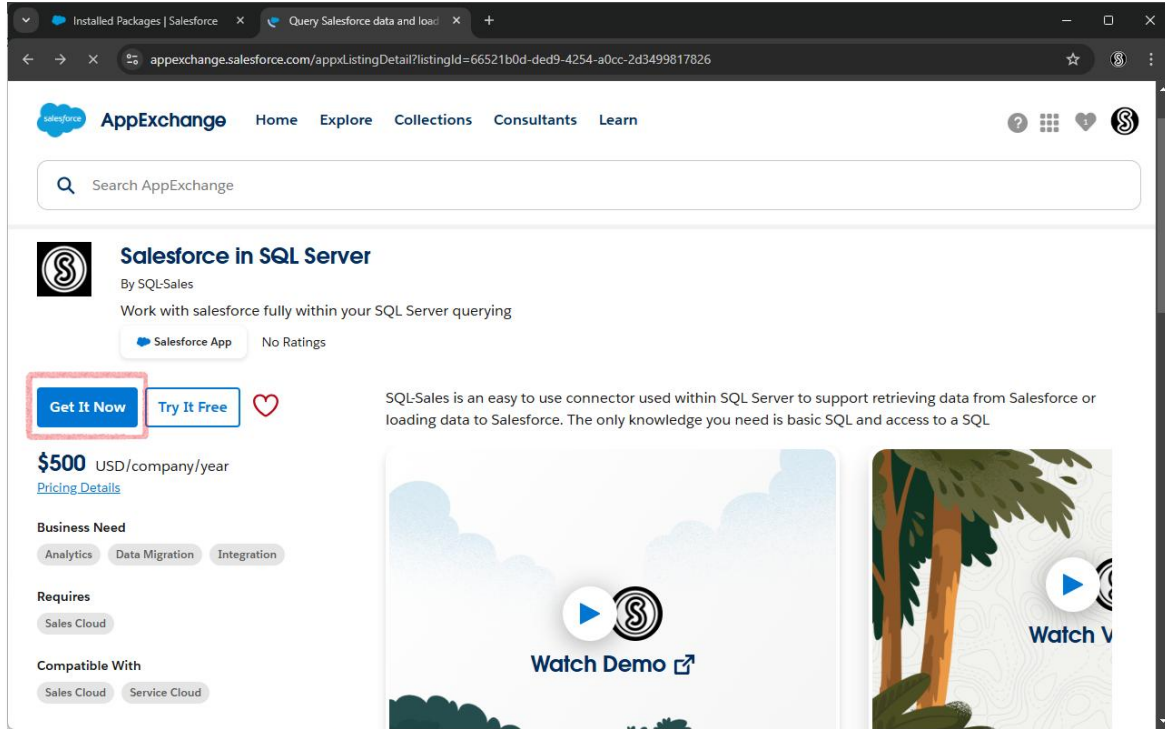 Installed Packages | Salesforce
Query Salesforce data and load
appexchange.salesforce.com/appxListingDetail?listingId=66521b0d-ded9-4254-a0cc-2d3499817826
salesforce AppExchange Home Explore Collections Consultants Learn
1
Search AppExchange
Salesforce in SQL Server
By SQL-Sales
Work with salesforce fully within your SQL Server querying
Salesforce App No Ratings
Get It Now Try It Free
SQL-Sales is an easy to use connector used within SQL Server to support retrieving data from Salesforce or
loading data to Salesforce. The only knowledge you need is basic SQL and access to a SQL
$500 USD/company/year
Pricing Details
Business Need
Analytics Data Migration Integration
Requires
Sales Cloud
Compatible With
Sales Cloud Service Cloud
Watch Demo
Watch V